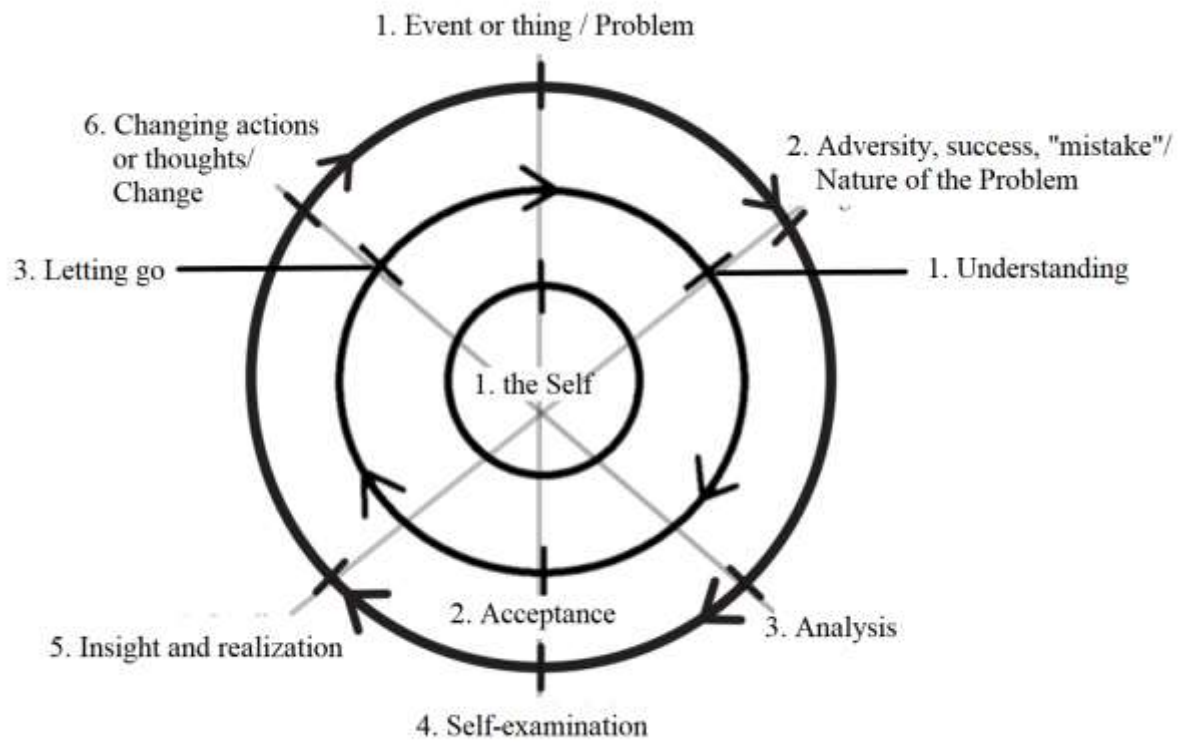 1. Event or thing / Problem
6. Changing actions
or thoughts/
Change
2. Adversity, success, "mistake"/
Nature of the Problem
3. Letting go
1. Understanding
1. the Self
2. Acceptance
3. Analysis
5. Insight and realization
4. Self-examination